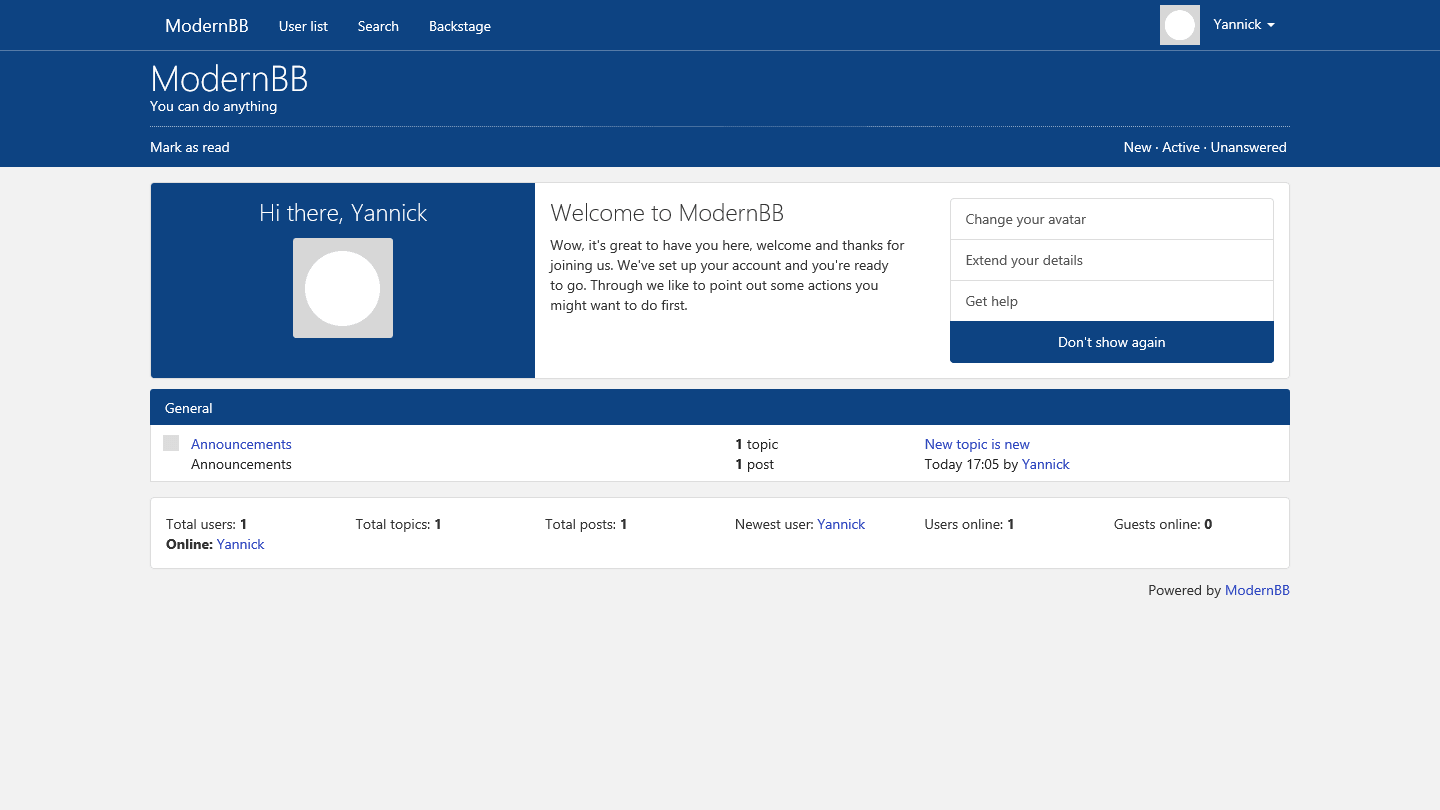 ModernBB User list Search Backstage Yannick
ModernBB
You can do anything
Mark as read New · Active · Unanswered
Hi there, Yannick
Welcome to ModernBB
Wow, it's great to have you here, welcome and thanks for
joining us. We've set up your account and you're ready
to go. Through we like to point out some actions you
might want to do first.
Change your avatar
Extend your details
Get help
Don't show again
General
Announcements 1 topic New topic is new
Announcements 1 post Today 17:05 by Yannick
Total users: 1 Total topics: 1 Total posts: 1 Newest user: Yannick Users online: 1 Guests online: 0
Online: Yannick
Powered by ModernBB